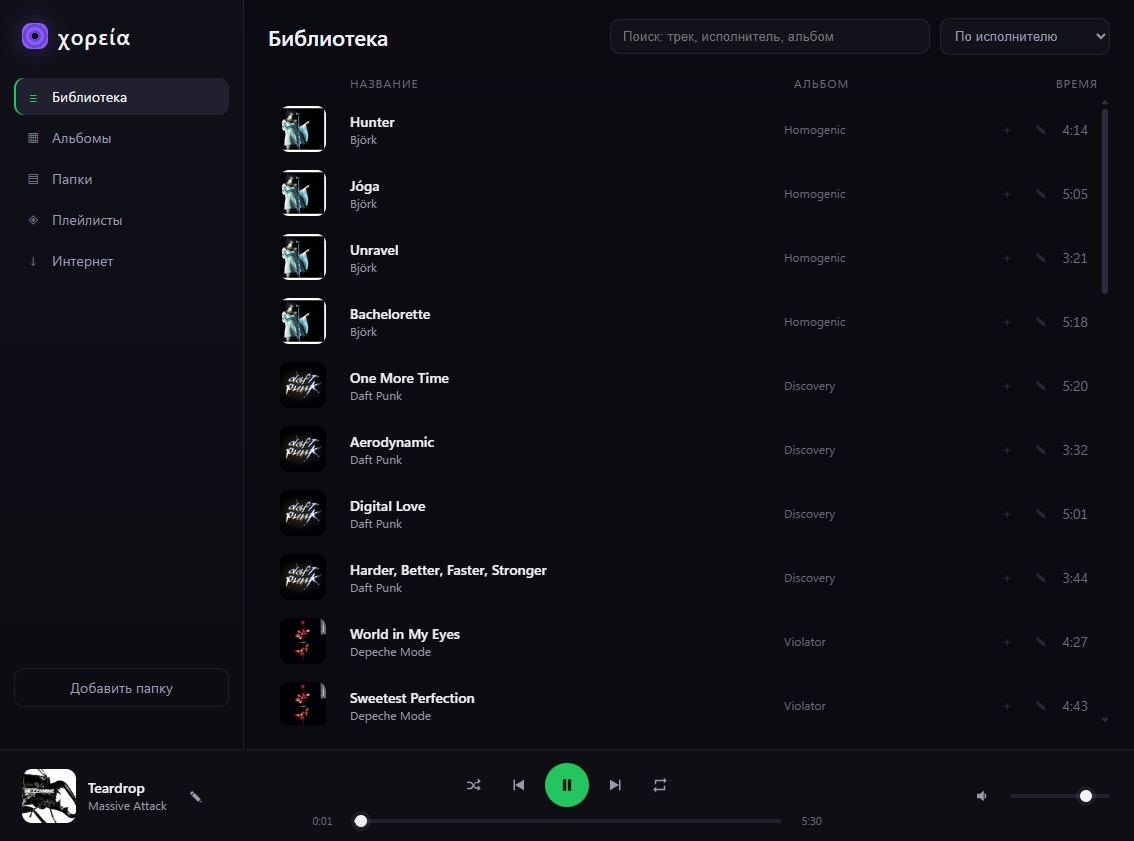 χορεία
Библиотека
Альбомы
Папки
Плейлисты
Интернет
Добавить папку
Библиотека
Поиск: трек, исполнитель, альбом
По исполнителю
НАЗВАНИЕ АЛЬБОМ ВРЕМЯ
Hunter
Björk
Homogenic + 4:14
Jóga
Björk
Homogenic + 5:05
Unravel
Björk
Homogenic + 3:21
Bachelorette
Björk
Homogenic + 5:18
One More Time
Daft Punk
Discovery + 5:20
Aerodynamic
Daft Punk
Discovery + 3:32
Digital Love
Daft Punk
Discovery + 5:01
Harder, Better, Faster, Stronger
Daft Punk
Discovery + 3:44
World in My Eyes
Depeche Mode
Violator + 4:27
Sweetest Perfection
Depeche Mode
Violator + 4:43
Teardrop
Massive Attack
0:01 5:30